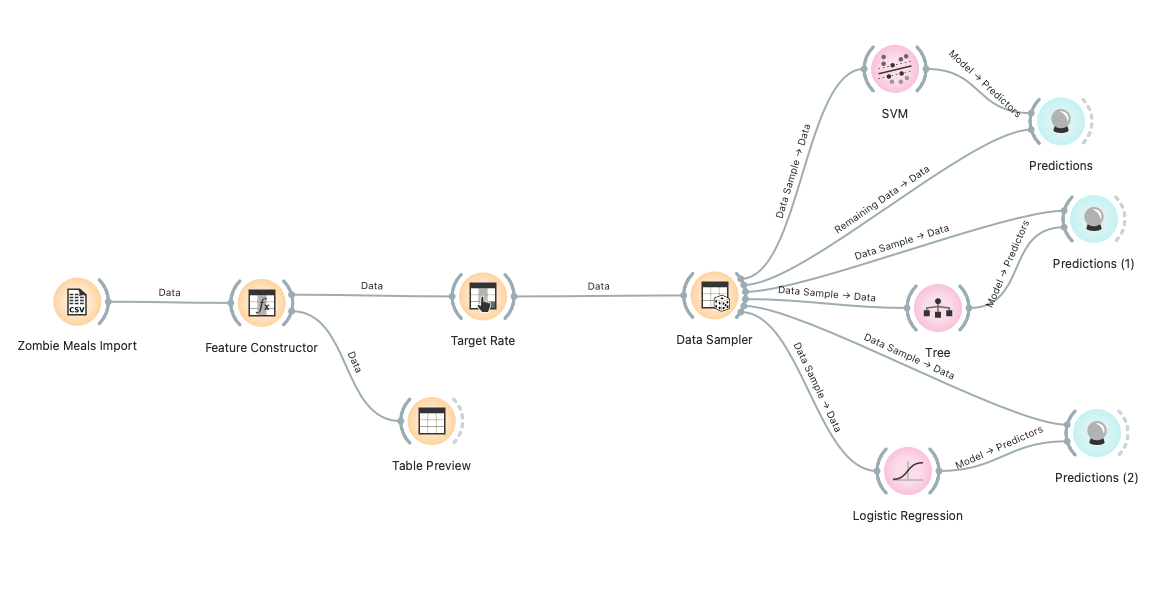 Zombie Meals Import
CSV
Data
Feature Constructor
fx
Data
Data
Table Preview
Target Rate
Data
Data Sampler
Data Sample → Data
SVM
Model → Predictors
Remaining Data → Data
Predictions
Data Sample → Data
Predictions (1)
Data Sample → Data
Tree
Model → Predictors
Data Sample → Data
Data Sample → Data
Logistic Regression
Model → Predictors
Predictions (2)